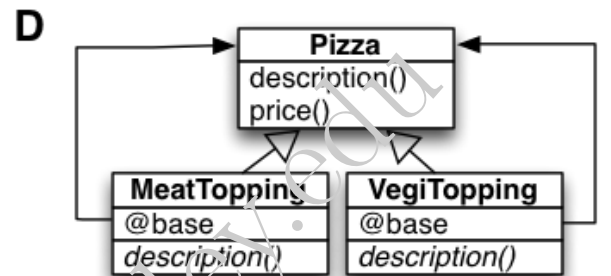 D
Pizza
description()
price()
MeatTopping
@base
description()
VegiTopping
@base
description()